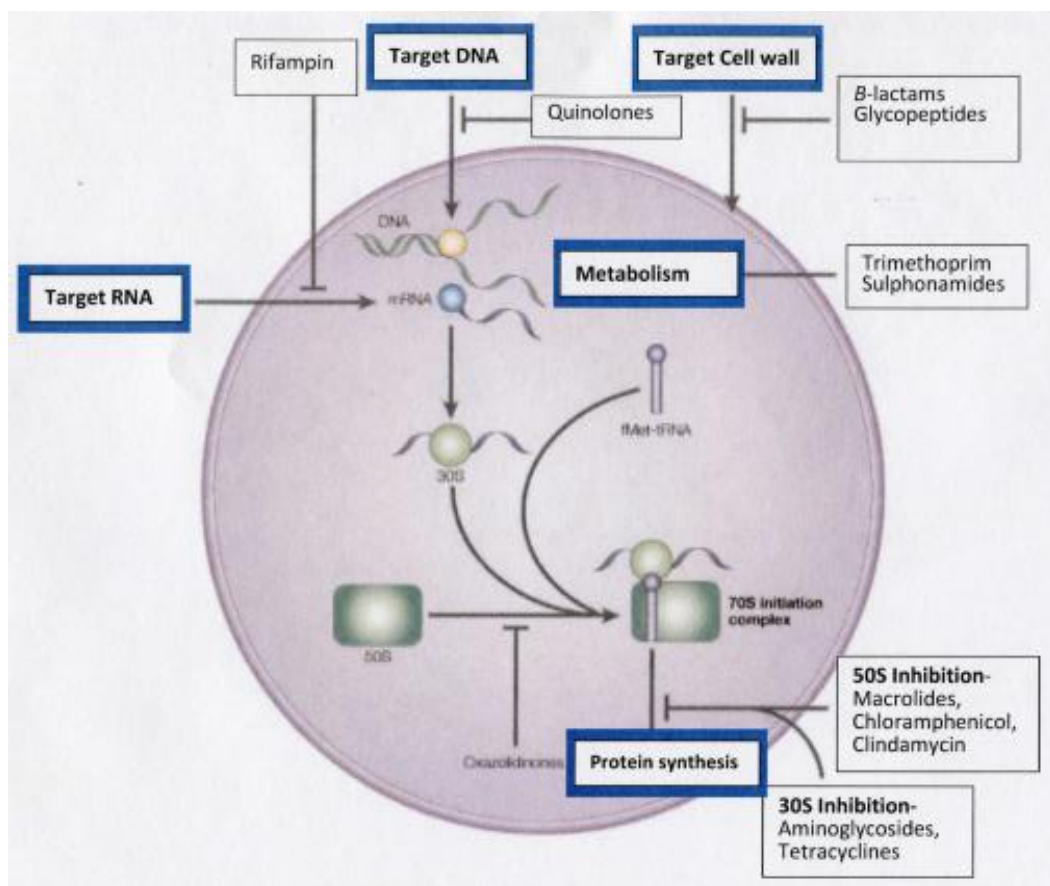 Rifampin
Target DNA
Target Cell wall
Quinolones
B-lactams
Glycopeptides
DNA
Metabolism
Trimethoprim
Sulphonamides
Target RNA
mRNA
fMet-tRNA
30S
70S initiation
complex
50S
50S Inhibition-
Macrolides,
Chloramphenicol,
Clindamycin
Oxazolidinones
Protein synthesis
30S Inhibition-
Aminoglycosides,
Tetracyclines